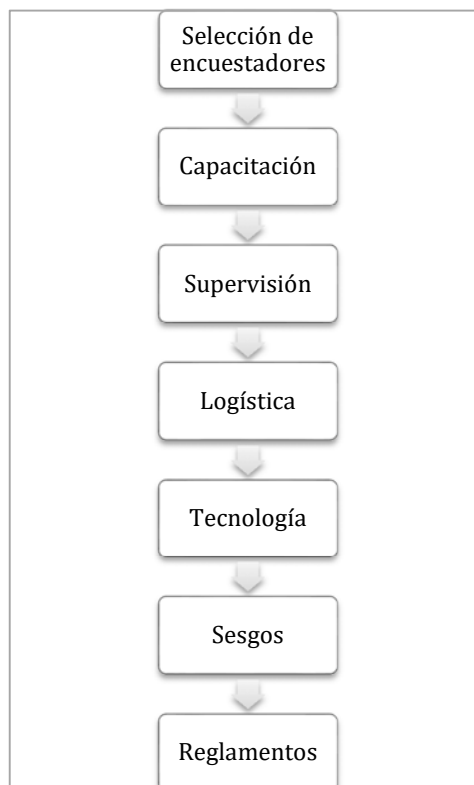 Selección de
encuestadores
Capacitación
Supervisión
Logística
Tecnología
Sesgos
Reglamentos